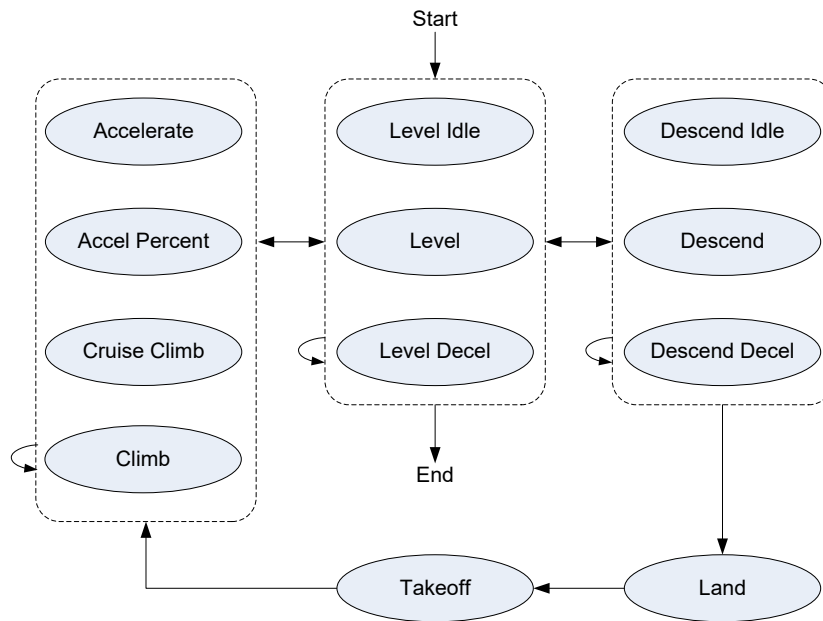 Start
Accelerate
Level Idle
Descend Idle
Accel Percent
Level
Descend
Cruise Climb
Level Decel
Descend Decel
Climb
End
Takeoff
Land